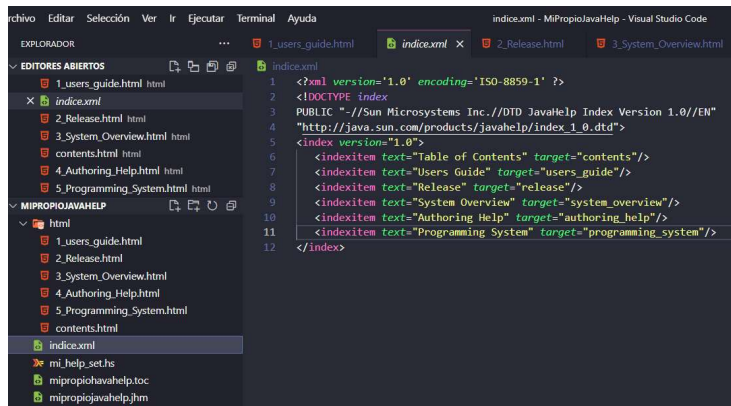 rchivo Editar Selección Ver Ir Ejecutar Terminal Ayuda indice.xml - MiPropioJavaHelp - Visual Studio Code
EXPLORADOR ...
EDITORES ABIERTOS
1_users_guide.html html
indice.xml
2_Release.html html
3_System_Overview.html html
contents.html html
4_Authoring_Help.html html
5_Programming_System.html html
MIPROPIOJAVAHELP
html
1_users_guide.html
2_Release.html
3_System_Overview.html
4_Authoring_Help.html
5_Programming_System.html
contents.html
indice.xml
mi_help_set.hs
mipropiohavahelp.toc
mipropiojavahelp.jhm
1_users_guide.html indice.xml 2_Release.html 3_System_Overview.html
indice.xml
1 <?xml version='1.0' encoding='ISO-8859-1' ?>
2 <!DOCTYPE index
3 PUBLIC "-//Sun Microsystems Inc.//DTD JavaHelp Index Version 1.0//EN"
4 "http://java.sun.com/products/javahelp/index_1_0.dtd">
5 <index version="1.0">
6 <indexitem text="Table of Contents" target="contents"/>
7 <indexitem text="Users Guide" target="users_guide"/>
8 <indexitem text="Release" target="release"/>
9 <indexitem text="System Overview" target="system_overview"/>
10 <indexitem text="Authoring Help" target="authoring_help"/>
11 <indexitem text="Programming System" target="programming_system"/>
12 </index>